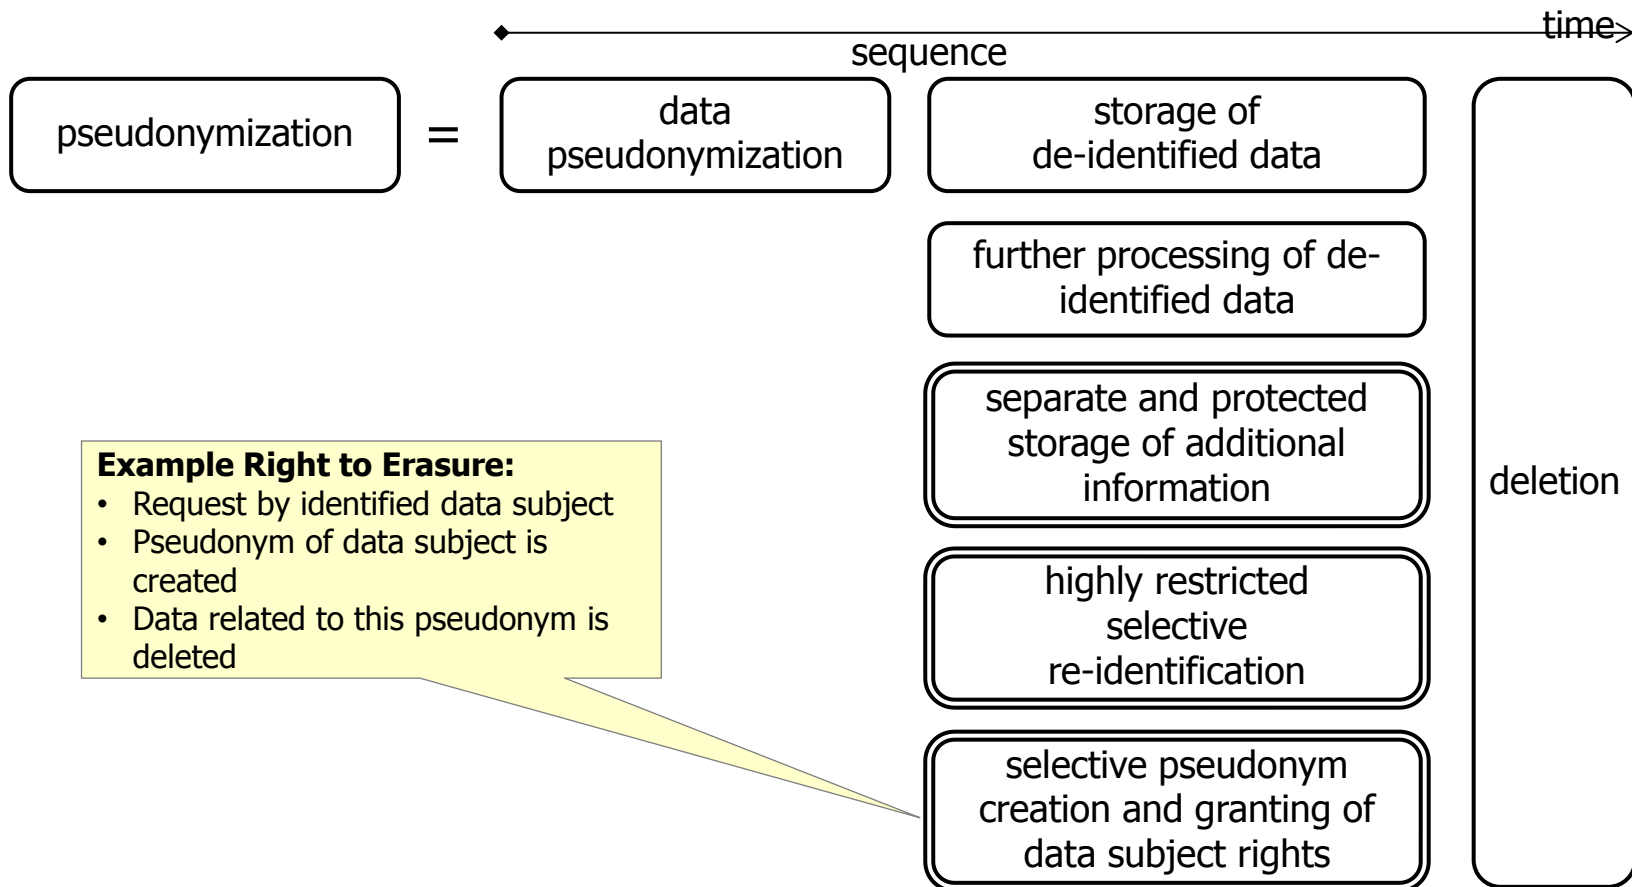 time
sequence
pseudonymization
=
data
pseudonymization
storage of
de-identified data
further processing of de-
identified data
separate and protected
storage of additional
information
highly restricted
selective
re-identification
selective pseudonym
creation and granting of
data subject rights
deletion
Example Right to Erasure:
• Request by identified data subject
• Pseudonym of data subject is
created
• Data related to this pseudonym is
deleted